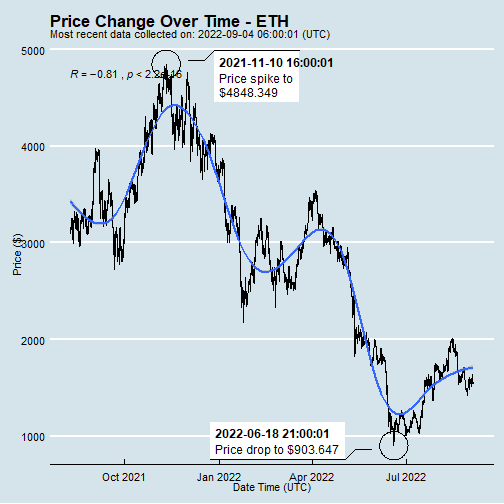 Price Change Over Time - ETH
Most recent data collected on: 2022-09-04 06:00:01 (UTC)
5000
R = −0.81 , p < 2.2e-16
2021-11-10 16:00:01
Price spike to
$4848.349
4000
3000
Price ($)
2000
2022-06-18 21:00:01
Price drop to $903.647
1000
Oct 2021
Jan 2022
Apr 2022
Jul 2022
Date Time (UTC)